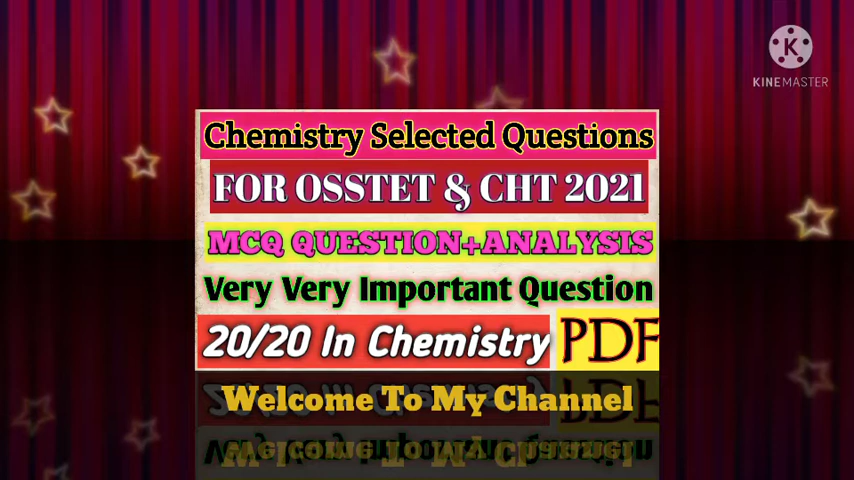 K
KINEMASTER
Chemistry Selected Questions
FOR OSSTET & CHT 2021
MCQ QUESTION+ANALYSIS
Very Very Important Question
20/20 In Chemistry PDF
Welcome To My Channel